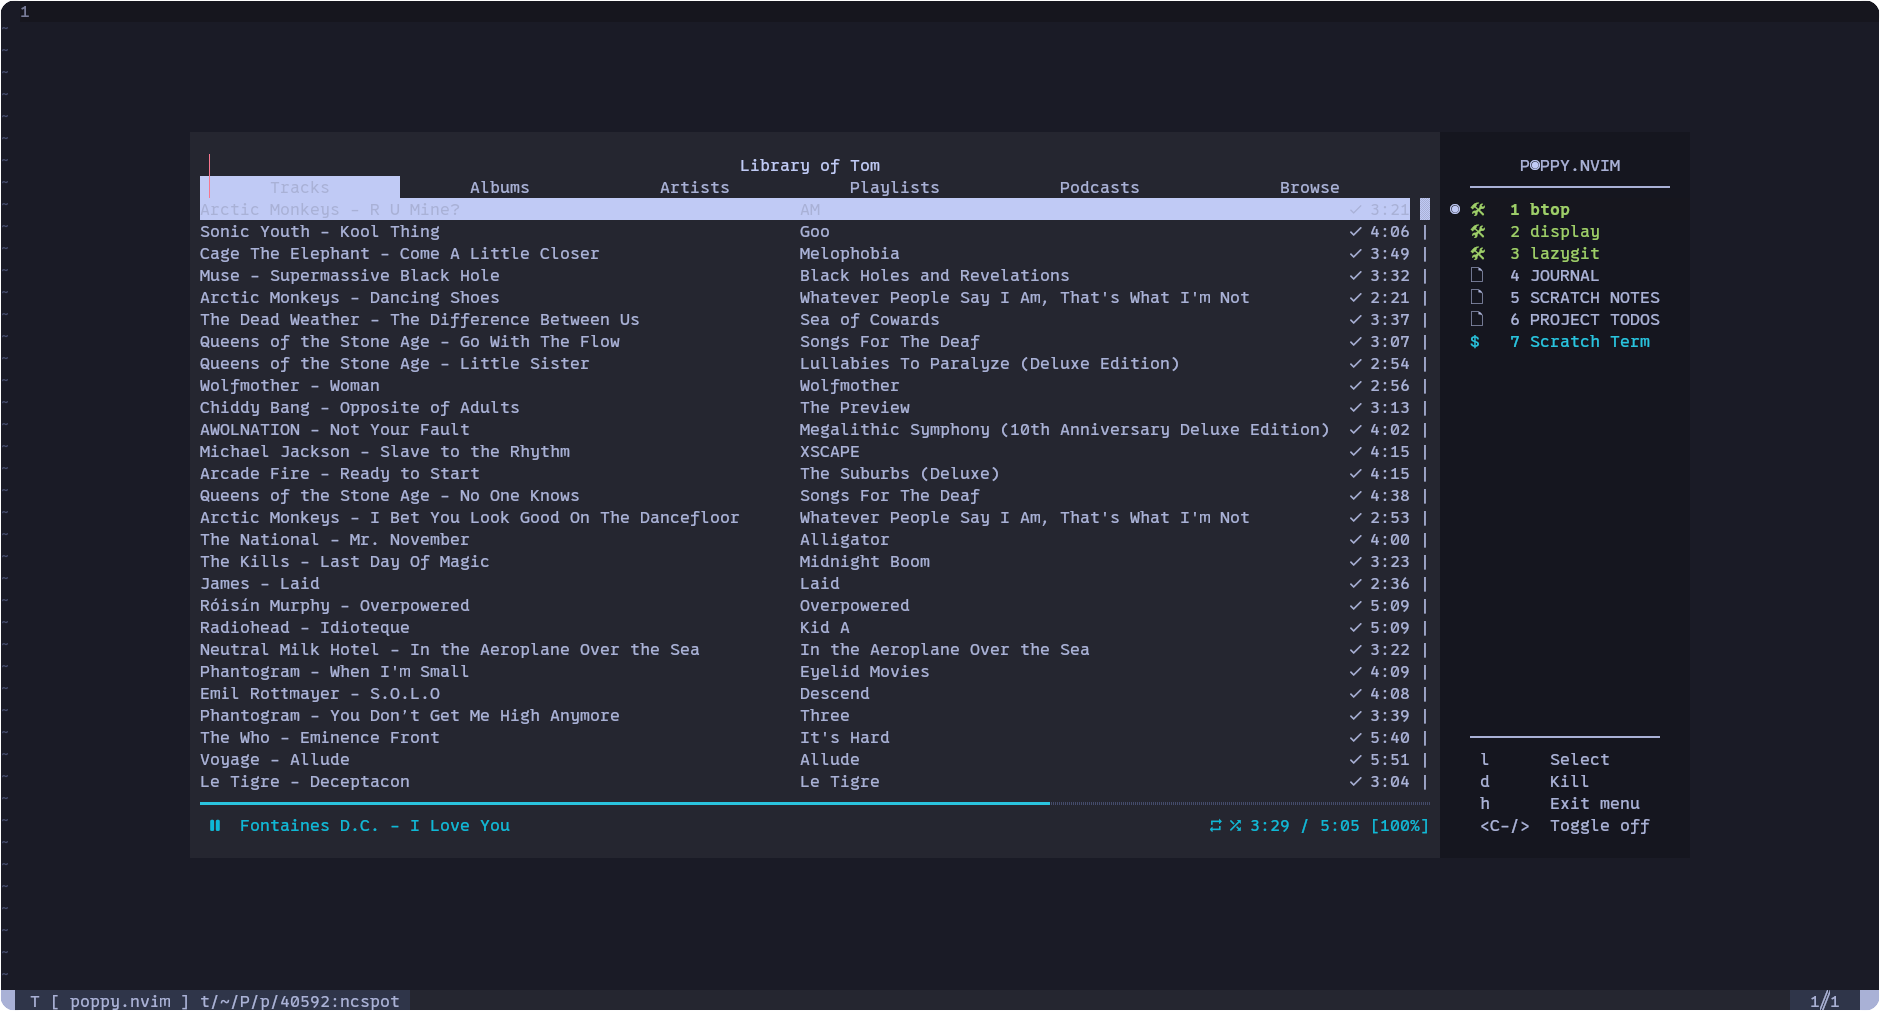 1
Library of Tom
Tracks Albums Artists Playlists Podcasts Browse
Arctic Monkeys - R U Mine? AM ✓ 3:21
Sonic Youth - Kool Thing Goo ✓ 4:06 |
Cage The Elephant - Come A Little Closer Melophobia ✓ 3:49 |
Muse - Supermassive Black Hole Black Holes and Revelations ✓ 3:32 |
Arctic Monkeys - Dancing Shoes Whatever People Say I Am, That's What I'm Not ✓ 2:21 |
The Dead Weather - The Difference Between Us Sea of Cowards ✓ 3:37 |
Queens of the Stone Age - Go With The Flow Songs For The Deaf ✓ 3:07 |
Queens of the Stone Age - Little Sister Lullabies To Paralyze (Deluxe Edition) ✓ 2:54 |
Wolfmother - Woman Wolfmother ✓ 2:56 |
Chiddy Bang - Opposite of Adults The Preview ✓ 3:13 |
AWOLNATION - Not Your Fault Megalithic Symphony (10th Anniversary Deluxe Edition) ✓ 4:02 |
Michael Jackson - Slave to the Rhythm XSCAPE ✓ 4:15 |
Arcade Fire - Ready to Start The Suburbs (Deluxe) ✓ 4:15 |
Queens of the Stone Age - No One Knows Songs For The Deaf ✓ 4:38 |
Arctic Monkeys - I Bet You Look Good On The Dancefloor Whatever People Say I Am, That's What I'm Not ✓ 2:53 |
The National - Mr. November Alligator ✓ 4:00 |
The Kills - Last Day Of Magic Midnight Boom ✓ 3:23 |
James - Laid Laid ✓ 2:36 |
Róisín Murphy - Overpowered Overpowered ✓ 5:09 |
Radiohead - Idioteque Kid A ✓ 5:09 |
Neutral Milk Hotel - In the Aeroplane Over the Sea In the Aeroplane Over the Sea ✓ 3:22 |
Phantogram - When I'm Small Eyelid Movies ✓ 4:09 |
Emil Rottmayer - S.O.L.O Descend ✓ 4:08 |
Phantogram - You Don’t Get Me High Anymore Three ✓ 3:39 |
The Who - Eminence Front It's Hard ✓ 5:40 |
Voyage - Allude Allude ✓ 5:51 |
Le Tigre - Deceptacon Le Tigre ✓ 3:04 |
Fontaines D.C. - I Love You 3:29 / 5:05 [100%]
P◉PPY.NVIM
◉ 1 btop
2 display
3 lazygit
4 JOURNAL
5 SCRATCH NOTES
6 PROJECT TODOS
$ 7 Scratch Term
l Select
d Kill
h Exit menu
<C-/> Toggle off
T [ poppy.nvim ] t/~/P/p/40592:ncspot 1//1